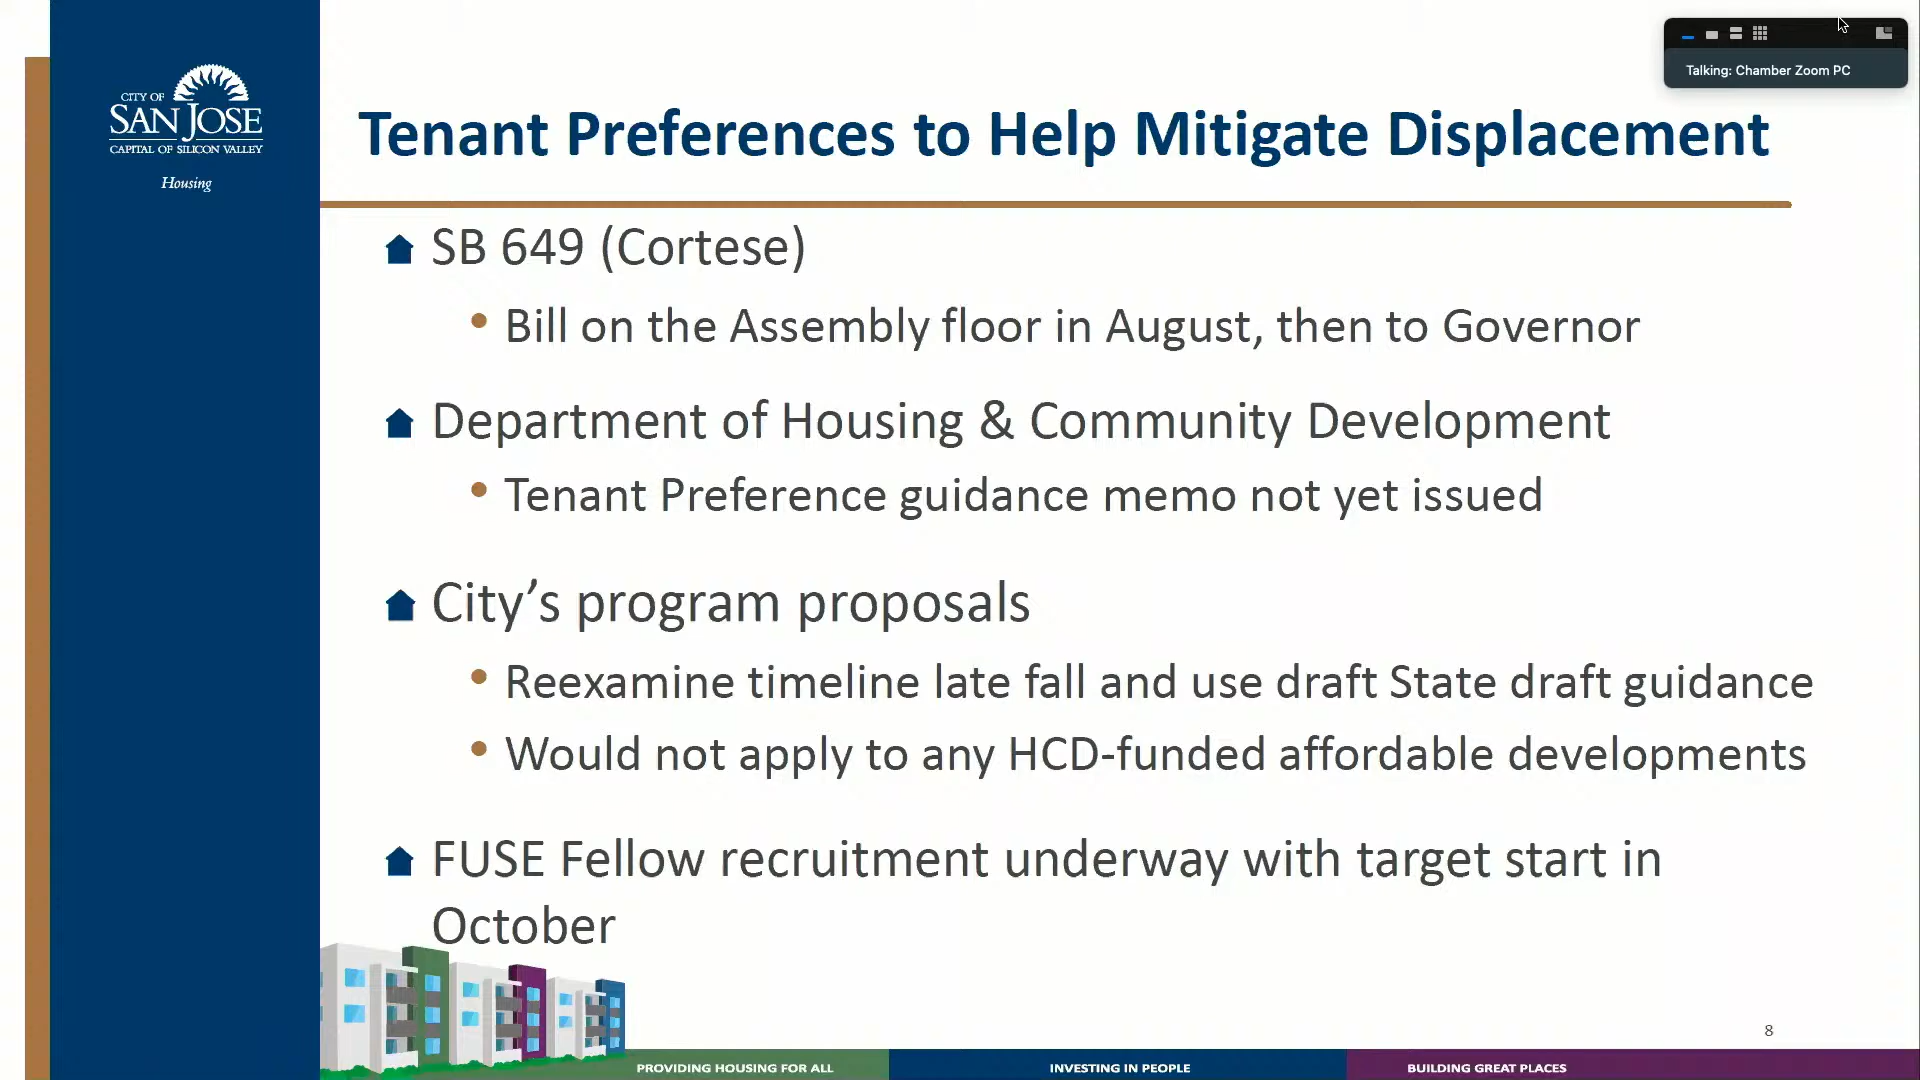 Talking: Chamber Zoom PC
CITY OF
SAN JOSE
CAPITAL OF SILICON VALLEY
Housing
Tenant Preferences to Help Mitigate Displacement
SB 649 (Cortese)
Bill on the Assembly floor in August, then to Governor
Department of Housing & Community Development
Tenant Preference guidance memo not yet issued
City’s program proposals
Reexamine timeline late fall and use draft State draft guidance
Would not apply to any HCD-funded affordable developments
FUSE Fellow recruitment underway with target start in
October
8
PROVIDING HOUSING FOR ALL
INVESTING IN PEOPLE
BUILDING GREAT PLACES